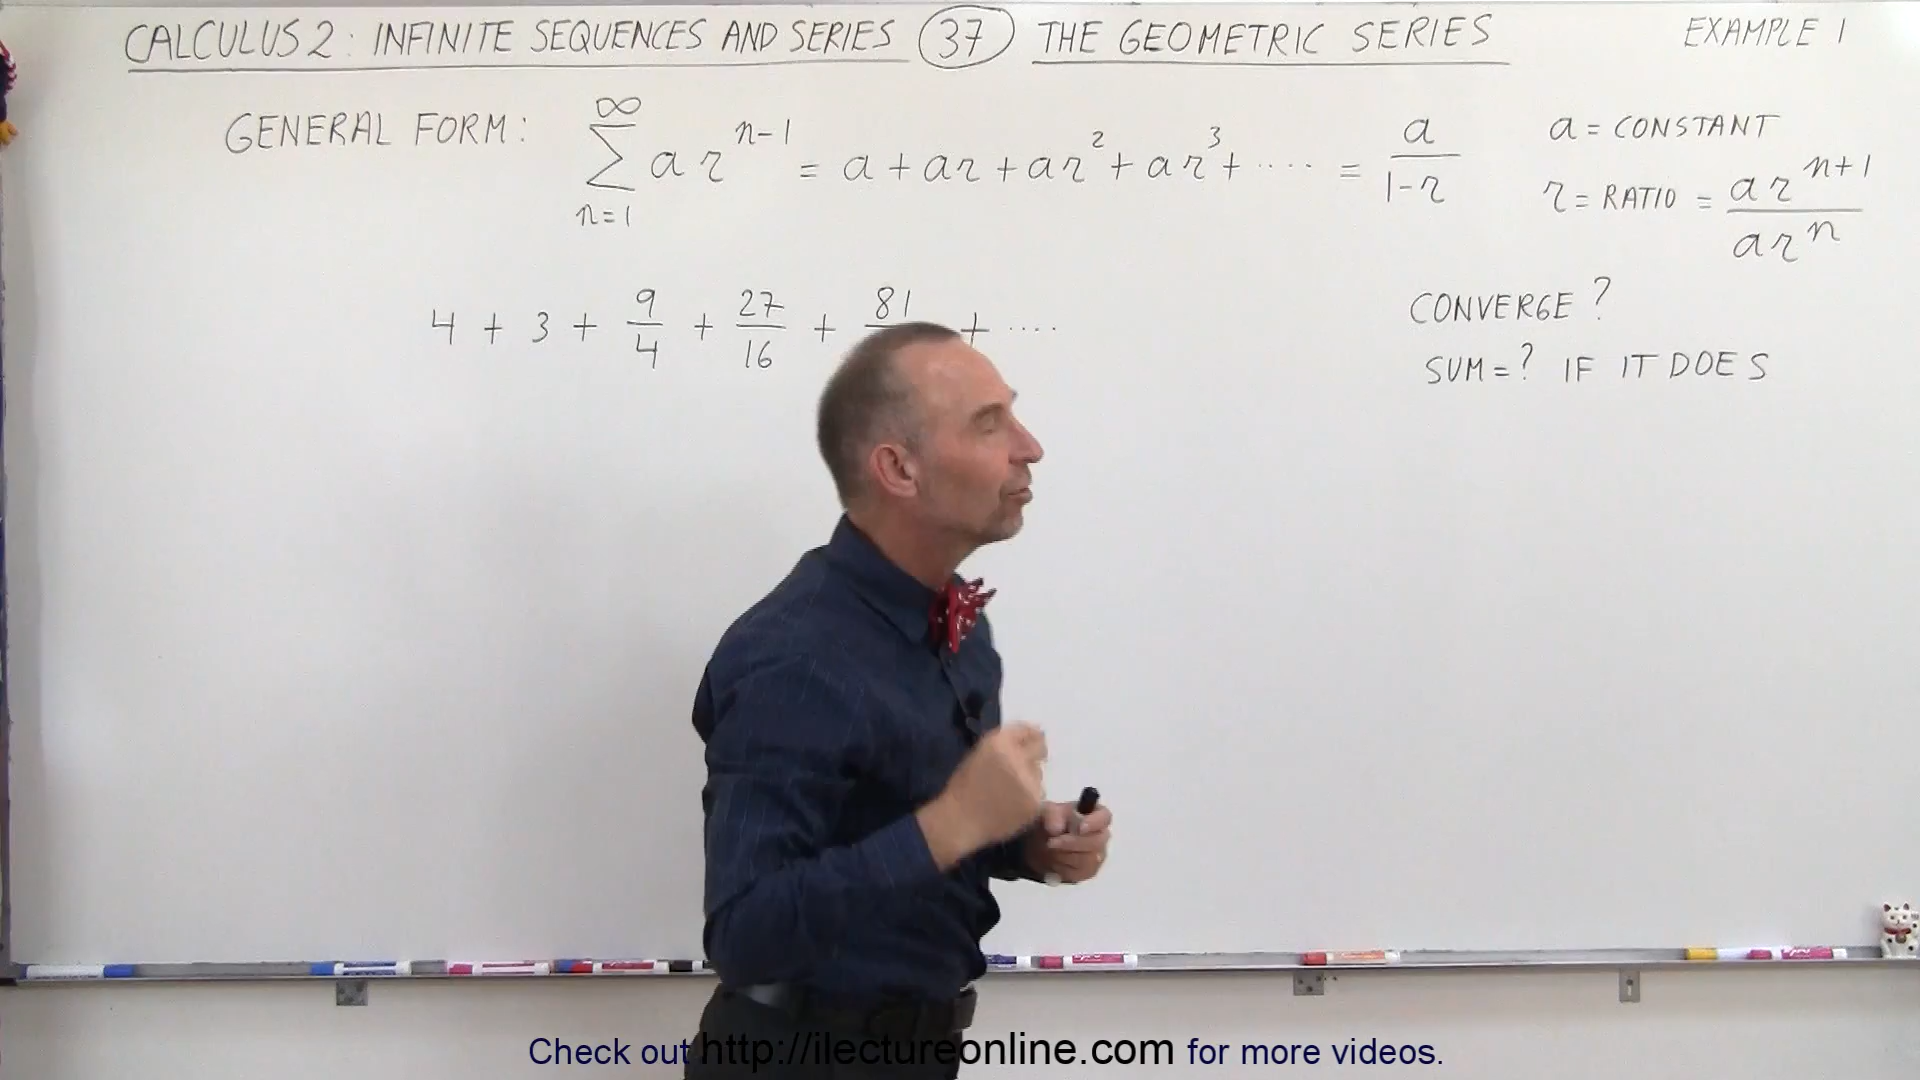 CALCULUS 2: INFINITE SEQUENCES AND SERIES 37 THE GEOMETRIC SERIES EXAMPLE 1
GENERAL FORM: ∑_{n=1}^{∞} ar^{n-1} = a + ar + ar² + ar³ + ···· = a/(1-r)
a = CONSTANT
r = RATIO = ar^{n+1}/ar^{n}
4 + 3 + 9/4 + 27/16 + 81 + ····
CONVERGE?
SUM = ? IF IT DOES
Check out http://ilectureonline.com for more videos.